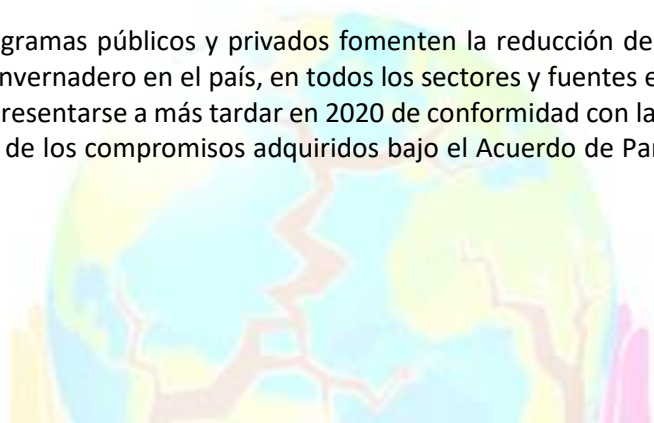 gramas públicos y privados fomenten la reducción de
nvernadero en el país, en todos los sectores y fuentes e
resentarse a más tardar en 2020 de conformidad con la
de los compromisos adquiridos bajo el Acuerdo de Par